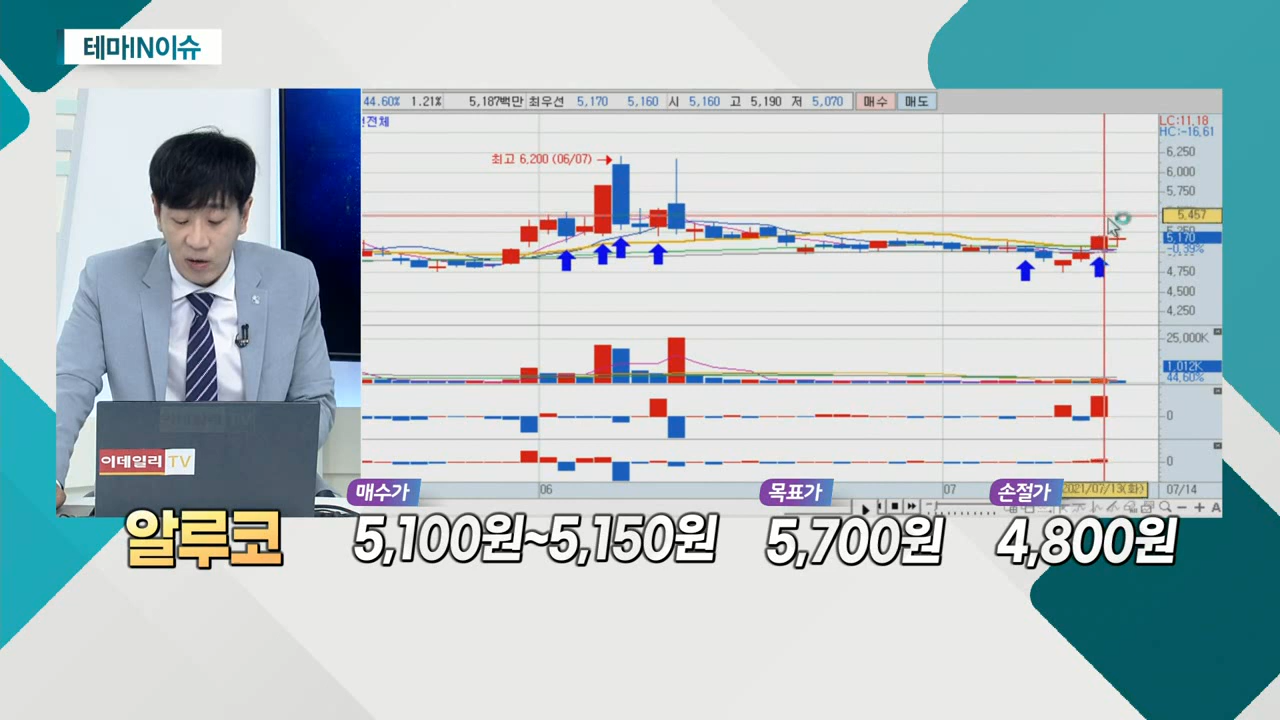 테마IN이슈
44.60% 1.21% 5,187백만 최우선 5,170 5,160 시 5,160 고 5,190 저 5,070 매수 매도
전체
LC:11.18
HC:-16.61
최고 6,200 (06/07)
6,250
6,000
5,750
5,457
5,170
-0.39%
4,750
4,500
4,250
25,000K
1,012K
44.60%
0
0
이데일리 TV
06
07
2021/07/13(화)
07/14
매수가
목표가
손절가
알루코
5,100원~5,150원
5,700원
4,800원